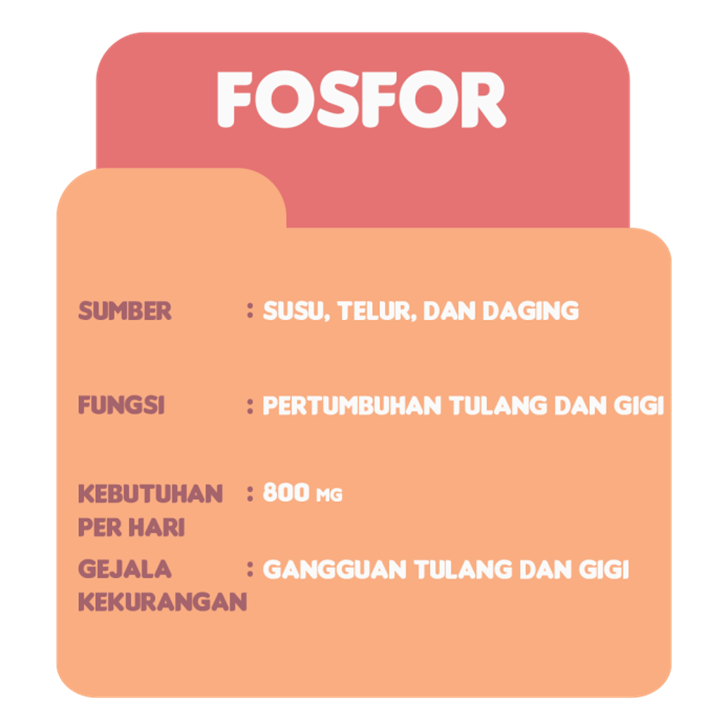 FOSFOR
SUMBER : SUSU, TELUR, DAN DAGING
FUNGSI : PERTUMBUHAN TULANG DAN GIGI
KEBUTUHAN : 800 MG
PER HARI
GEJALA : GANGGUAN TULANG DAN GIGI
KEKURANGAN